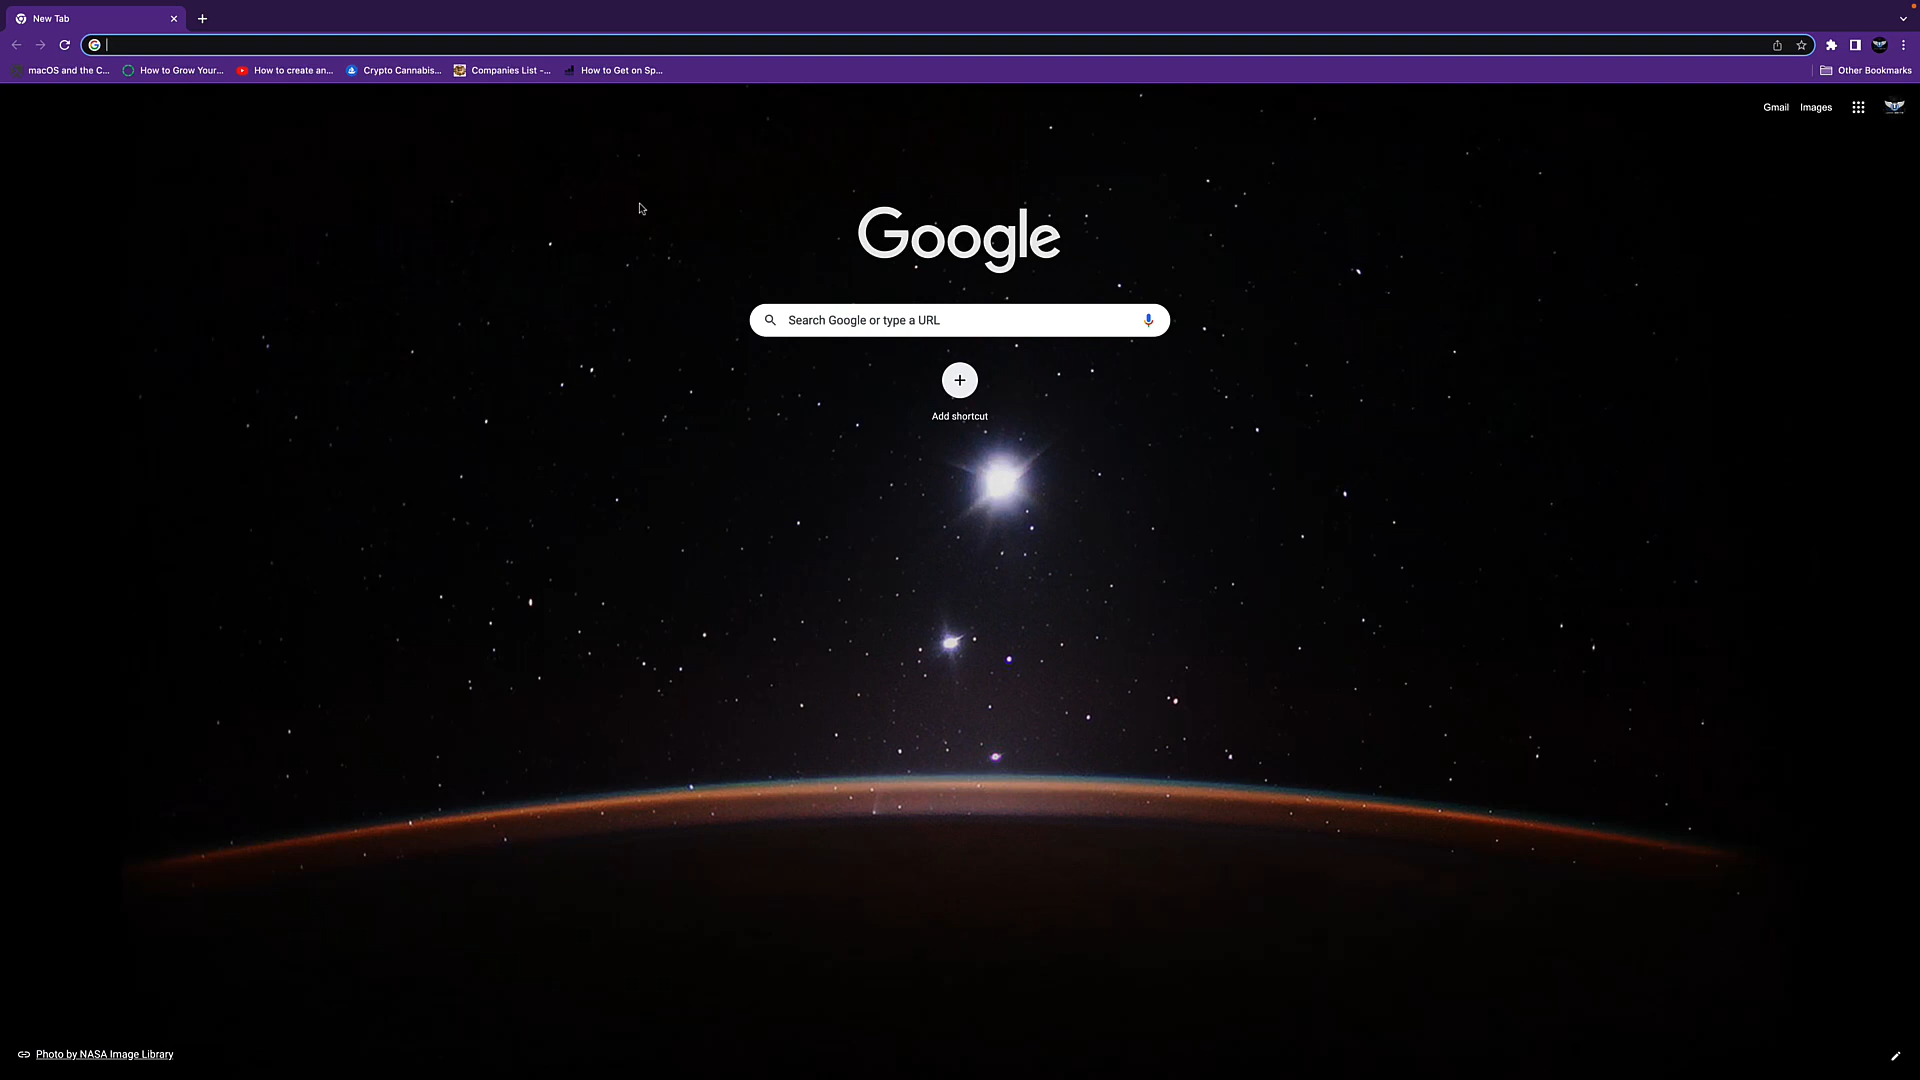 New Tab
macOS and the C...
How to Grow Your...
How to create an...
Crypto Cannabis...
Companies List -...
How to Get on Sp...
Other Bookmarks
Gmail
Images
Google
Search Google or type a URL
Add shortcut
Photo by NASA Image Library